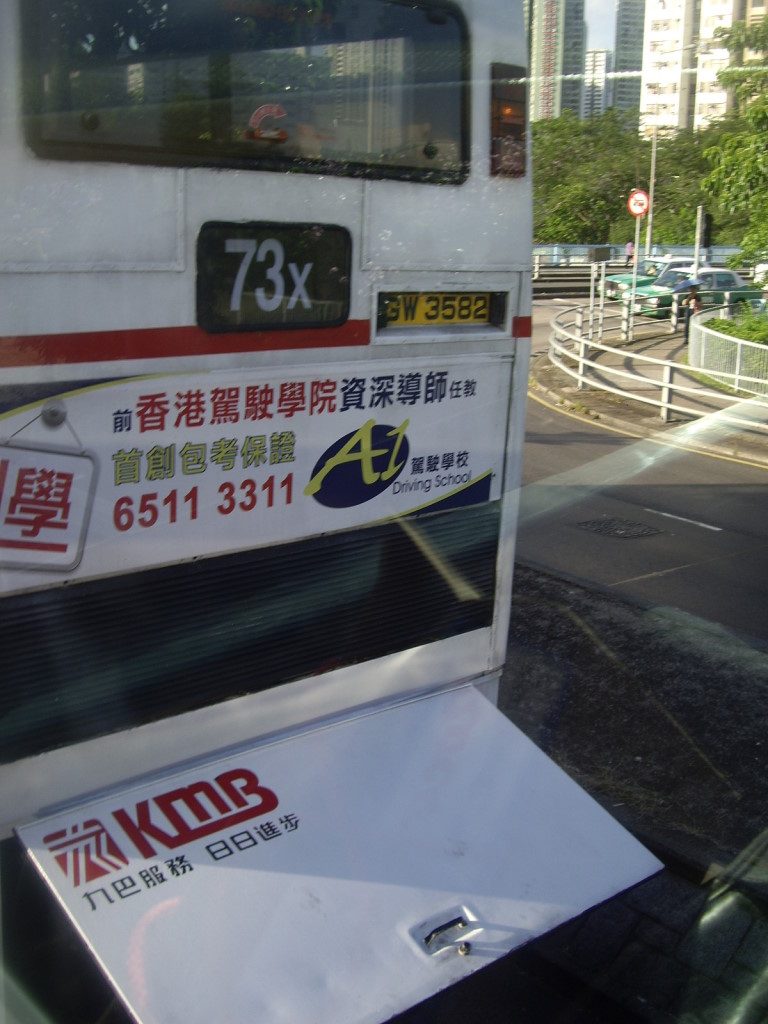 73x
GW 3582
前香港駕駛學院資深導師任教
首創包考保證
A1 駕駛學校
Driving School
6511 3311
學
KMB
九巴服務 日日進步